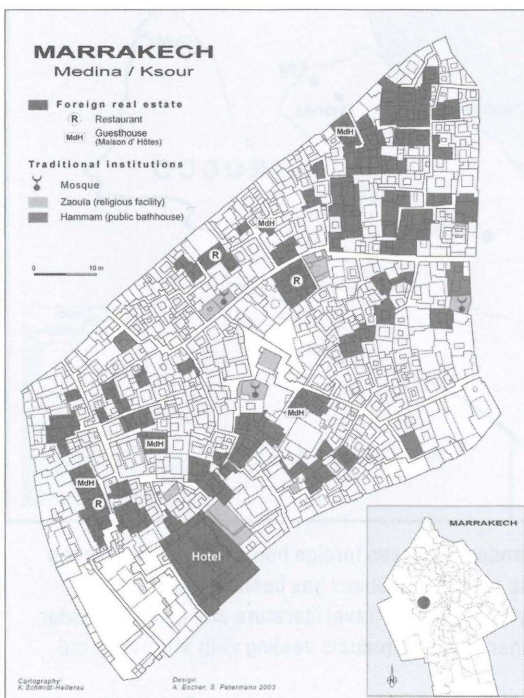 MARRAKECH
Medina / Ksour
Foreign real estate
R Restaurant
MdH Guesthouse
(Maison d' Hôtes)
Traditional institutions
Mosque
Zaouïa (religious facility)
Hammam (public bathhouse)
0 10 m
MdH
MdH
R
R
MdH
MdH
MdH
R
Hotel
MARRAKECH
N
Cartography:
K.Schmidt-Hellerau
Design:
A. Escher, S. Petermann 2003